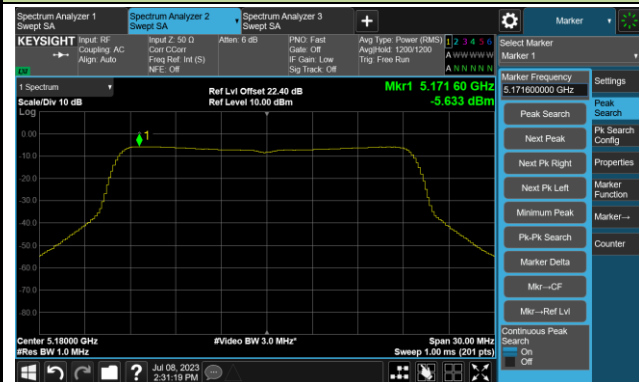 Spectrum Analyzer 1
Swept SA
Spectrum Analyzer 2
Swept SA
Spectrum Analyzer 3
Swept SA
Marker
KEYSIGHT
Input: RF
Coupling: AC
Align: Auto
Input Z: 50 Ω
Corr CCorr
Freq Ref: Int (S)
NFE: Off
Atten: 6 dB
PNO: Fast
Gate: Off
IF Gain: Low
Sig Track: Off
Avg Type: Power (RMS)
Avg|Hold: 1200/1200
Trig: Free Run
1 2 3 4 5 6
A W W W W W
A N N N N N
LXI
Select Marker
Marker 1
1 Spectrum
Scale/Div 10 dB
Log
Ref Lvl Offset 22.40 dB
Ref Level 10.00 dBm
Mkr1 5.171 60 GHz
-5.633 dBm
1
0.00
-10.0
-20.0
-30.0
-40.0
-50.0
-60.0
-70.0
-80.0
Center 5.18000 GHz
#Res BW 1.0 MHz
#Video BW 3.0 MHz*
Span 30.00 MHz
Sweep 1.00 ms (201 pts)
Marker Frequency
5.171600000 GHz
Peak Search
Next Peak
Next Pk Right
Next Pk Left
Minimum Peak
Pk-Pk Search
Marker Delta
Mkr→CF
Mkr→Ref Lvl
Continuous Peak
Search
On
Off
Settings
Peak
Search
Pk Search
Config
Properties
Marker
Function
Marker→
Counter
Jul 08, 2023
2:31:19 PM